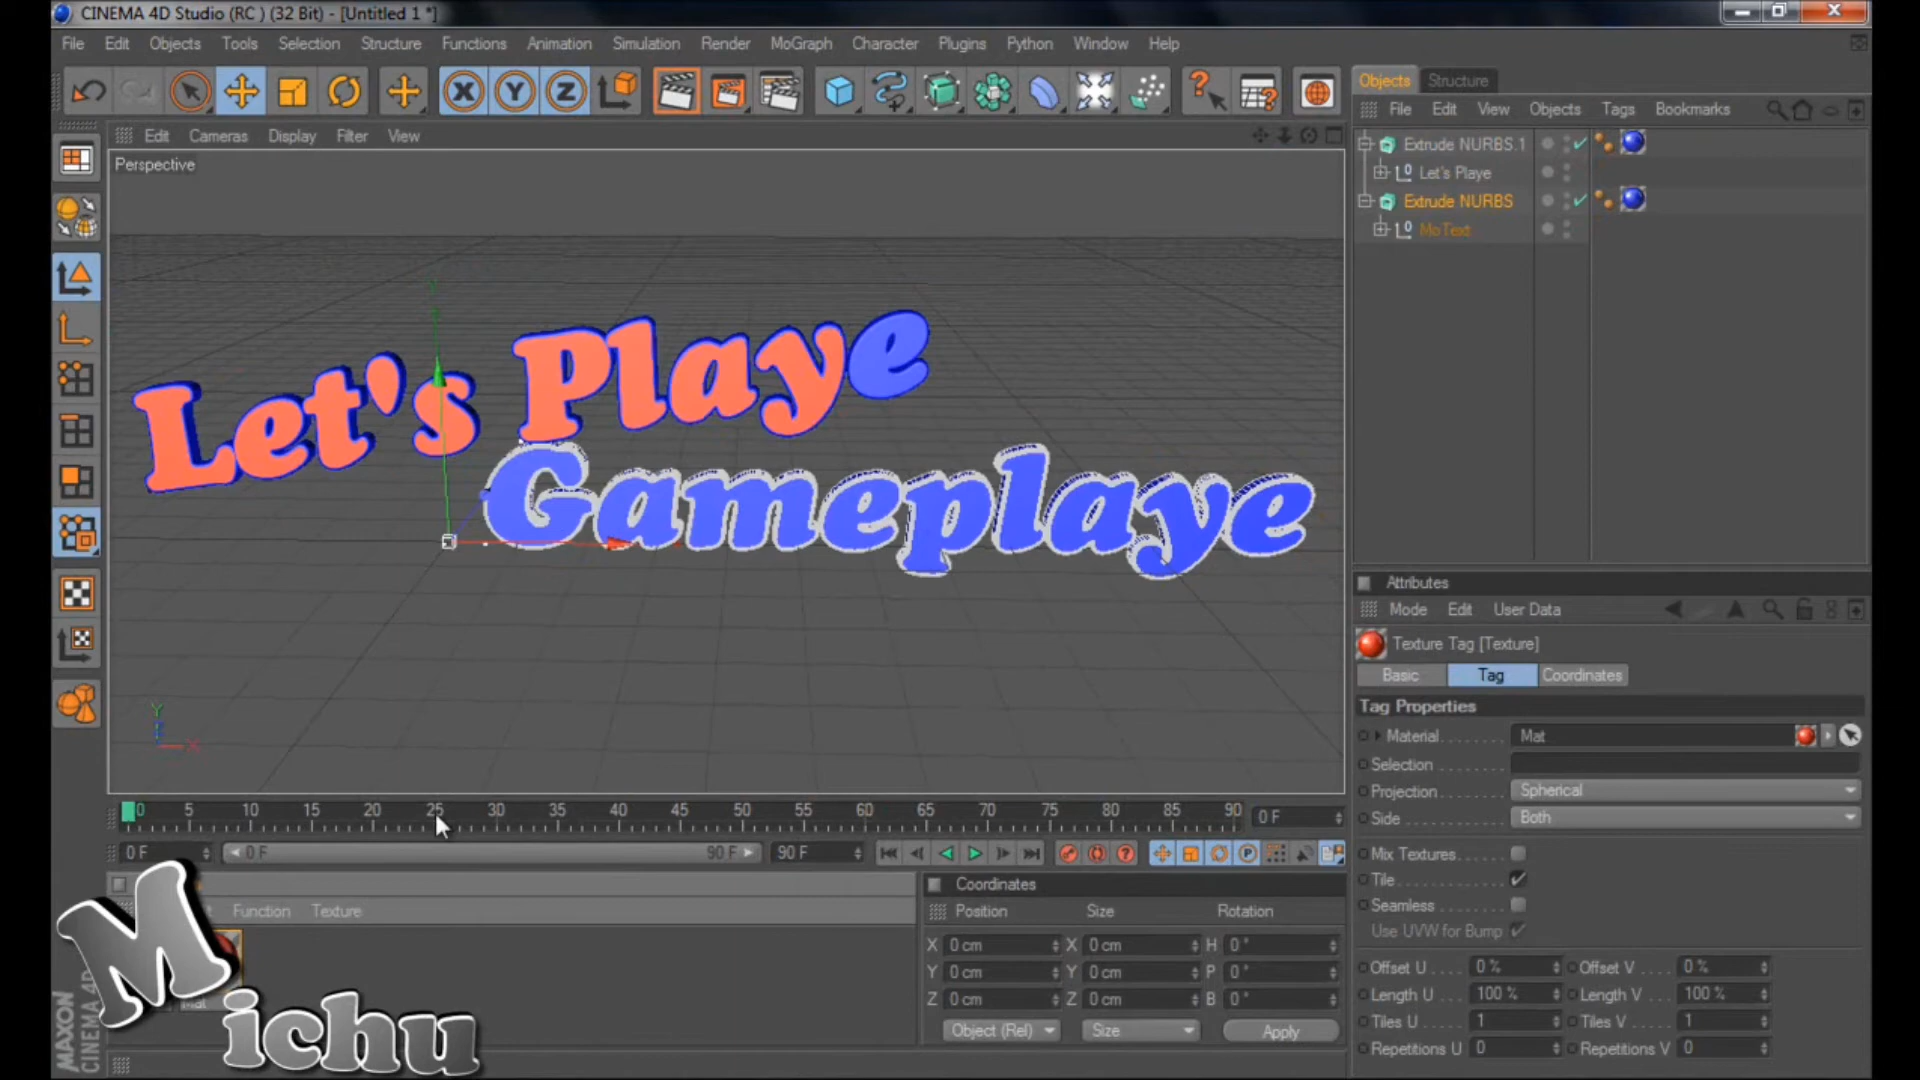 CINEMA 4D Studio (RC ) (32 Bit) - [Untitled 1 *]
File Edit Objects Tools Selection Structure Functions Animation Simulation Render MoGraph Character Plugins Python Window Help
Objects Structure
File Edit View Objects Tags Bookmarks
Edit Cameras Display Filter View
Perspective
Extrude NURBS.1
Let's Playe
Extrude NURBS
MoText
Let's Playe
Gameplaye
Attributes
Mode Edit User Data
Texture Tag [Texture]
Basic Tag Coordinates
Tag Properties
Material Mat
Selection
Projection Spherical
Side Both
Mix Textures
Tile
Seamless
Use UVW for Bump
Offset U 0 % Offset V 0 %
Length U 100 % Length V 100 %
Tiles U 1 Tiles V 1
Repetitions U 0 Repetitions V 0
Y
Z
X
0 5 10 15 20 25 30 35 40 45 50 55 60 65 70 75 80 85 90 0 F
0 F 0 F 90 F 90 F
Function Texture
Mat
Coordinates
Position Size Rotation
X 0 cm X 0 cm H 0 °
Y 0 cm Y 0 cm P 0 °
Z 0 cm Z 0 cm B 0 °
Object (Rel) Size Apply
MAXON
CINEMA 4D
Michu